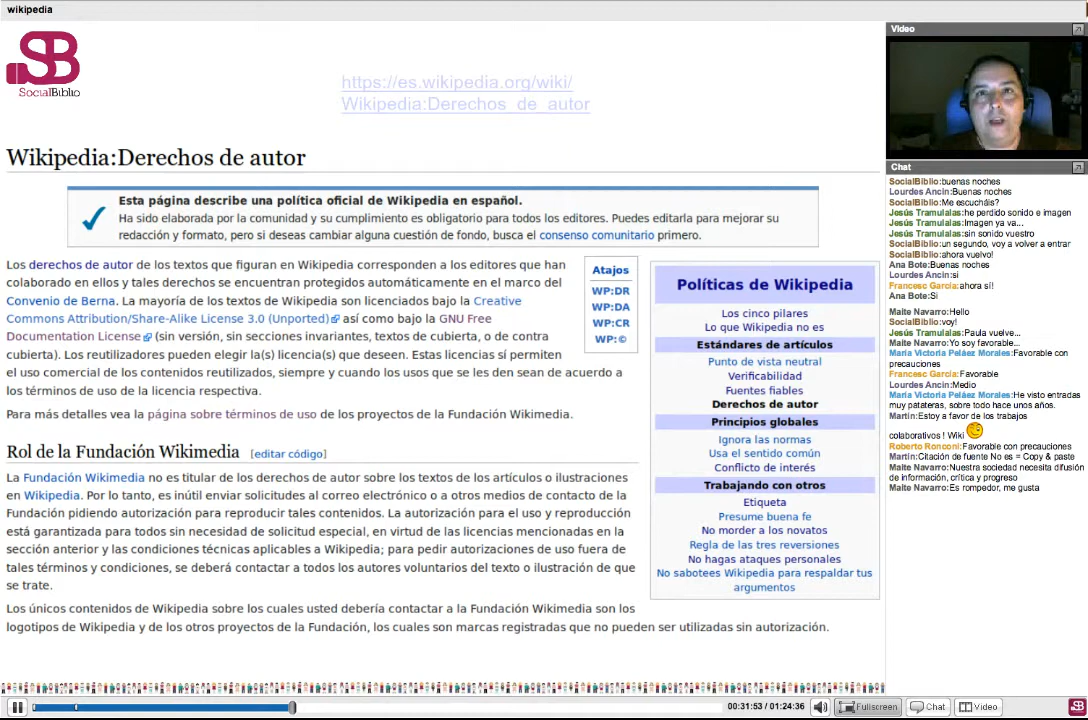 wikipedia
SB
SocialBiblio
https://es.wikipedia.org/wiki/
Wikipedia:Derechos_de_autor
Wikipedia:Derechos de autor
Esta página describe una política oficial de Wikipedia en español.
Ha sido elaborada por la comunidad y su cumplimiento es obligatorio para todos los editores. Puedes editarla para mejorar su
redacción y formato, pero si deseas cambiar alguna cuestión de fondo, busca el consenso comunitario primero.
Los derechos de autor de los textos que figuran en Wikipedia corresponden a los editores que han
colaborado en ellos y tales derechos se encuentran protegidos automáticamente en el marco del
Convenio de Berna. La mayoría de los textos de Wikipedia son licenciados bajo la Creative
Commons Attribution/Share-Alike License 3.0 (Unported) así como bajo la GNU Free
Documentation License (sin versión, sin secciones invariantes, textos de cubierta, o de contra
cubierta). Los reutilizadores pueden elegir la(s) licencia(s) que deseen. Estas licencias sí permiten
el uso comercial de los contenidos reutilizados, siempre y cuando los usos que se les den sean de acuerdo a
los términos de uso de la licencia respectiva.
Para más detalles vea la página sobre términos de uso de los proyectos de la Fundación Wikimedia.
Rol de la Fundación Wikimedia [editar código]
La Fundación Wikimedia no es titular de los derechos de autor sobre los textos de los artículos o ilustraciones
en Wikipedia. Por lo tanto, es inútil enviar solicitudes al correo electrónico o a otros medios de contacto de la
Fundación pidiendo autorización para reproducir tales contenidos. La autorización para el uso y reproducción
está garantizada para todos sin necesidad de solicitud especial, en virtud de las licencias mencionadas en la
sección anterior y las condiciones técnicas aplicables a Wikipedia; para pedir autorizaciones de uso fuera de
tales términos y condiciones, se deberá contactar a todos los autores voluntarios del texto o ilustración de que
se trate.
Los únicos contenidos de Wikipedia sobre los cuales usted debería contactar a la Fundación Wikimedia son los
logotipos de Wikipedia y de los otros proyectos de la Fundación, los cuales son marcas registradas que no pueden ser utilizadas sin autorización.
Atajos
WP:DR
WP:DA
WP:CR
WP:©
Políticas de Wikipedia
Los cinco pilares
Lo que Wikipedia no es
Estándares de artículos
Punto de vista neutral
Verificabilidad
Fuentes fiables
Derechos de autor
Principios globales
Ignora las normas
Usa el sentido común
Conflicto de interés
Trabajando con otros
Etiqueta
Presume buena fe
No morder a los novatos
Regla de las tres reversiones
No hagas ataques personales
No sabotees Wikipedia para respaldar tus
argumentos
Video
Chat
SocialBiblio:buenas noches
Lourdes Ancin:Buenas noches
SocialBiblio:Me escucháis?
Jesús Tramulalas:he perdido sonido e imagen
Jesús Tramulalas:Imagen ya va...
Jesús Tramulalas:sin sonido vuestro
SocialBiblio:un segundo, voy a volver a entrar
SocialBiblio:ahora vuelvo!
Ana Bote:Buenas noches
Lourdes Ancin:si
Francesc García:ahora sí!
Ana Bote:Si
Maite Navarro:Hello
SocialBiblio:voy!
Jesús Tramulalas:Paula vuelve...
Maite Navarro:Yo soy favorable...
María Victoria Peláez Morales:Favorable con
precauciones
Francesc García:Favorable
Lourdes Ancin:Medio
María Victoria Peláez Morales:He visto entradas
muy patateras, sobre todo hace unos años.
Martín:Estoy a favor de los trabajos
colaborativos ! Wiki
Roberto Ronconi:Favorable con precauciones
Martín:Citación de fuente No es = Copy & paste
Maite Navarro:Nuestra sociedad necesita difusión
de información, crítica y progreso
Maite Navarro:Es rompedor, me gusta
00:31:53 / 01:24:36
Fullscreen
Chat
Video
SB